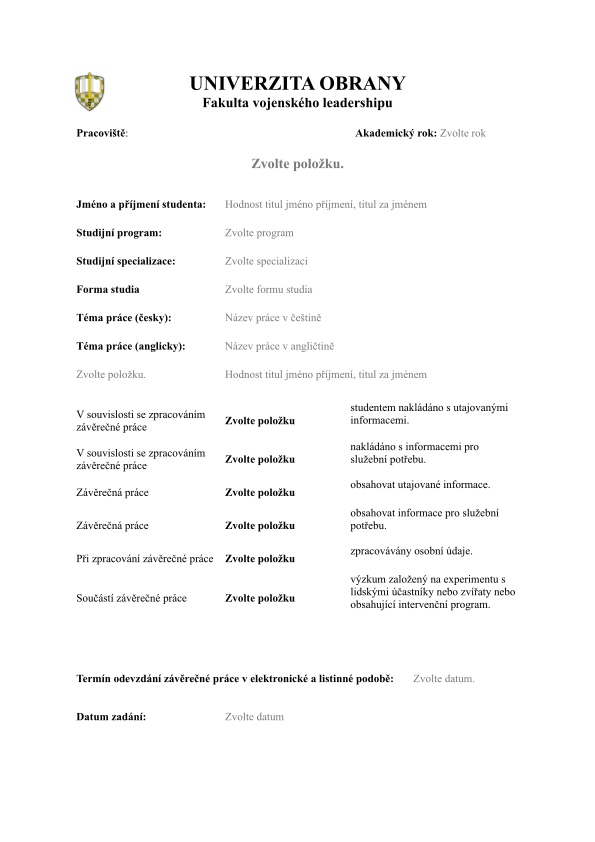 UNIVERZITA OBRANY
Fakulta vojenského leadershipu
Pracoviště: Akademický rok: Zvolte rok
Zvolte položku.
Jméno a příjmení studenta: Hodnost titul jméno příjmení, titul za jménem
Studijní program: Zvolte program
Studijní specializace: Zvolte specializaci
Forma studia Zvolte formu studia
Téma práce (česky): Název práce v češtině
Téma práce (anglicky): Název práce v angličtině
Zvolte položku. Hodnost titul jméno příjmení, titul za jménem
V souvislosti se zpracováním
závěrečné práce
Zvolte položku
studentem nakládáno s utajovanými
informacemi.
V souvislosti se zpracováním
závěrečné práce
Zvolte položku
nakládáno s informacemi pro
služební potřebu.
Závěrečná práce Zvolte položku obsahovat utajované informace.
Závěrečná práce Zvolte položku
obsahovat informace pro služební
potřebu.
Při zpracování závěrečné práce Zvolte položku zpracovávány osobní údaje.
Součástí závěrečné práce Zvolte položku
výzkum založený na experimentu s
lidskými účastníky nebo zvířaty nebo
obsahující intervenční program.
Termín odevzdání závěrečné práce v elektronické a listinné podobě: Zvolte datum.
Datum zadání: Zvolte datum